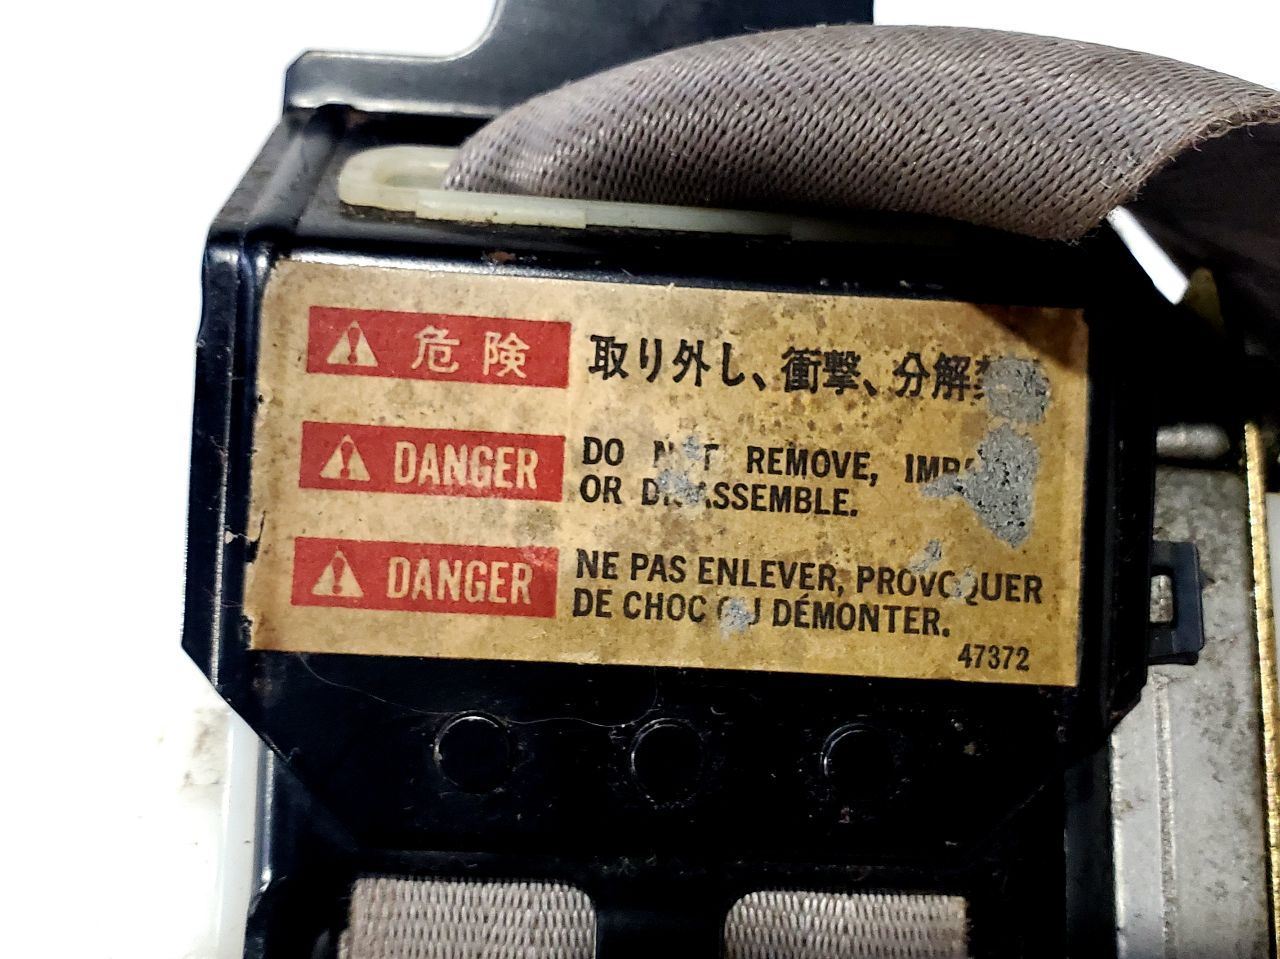 危険 取り外し、衝撃、分解
DANGER DO REMOVE,
OR
DANGER NE PAS ENLEVER, PROVOQUER
DE CHOC OU DÉMONTER.
47372